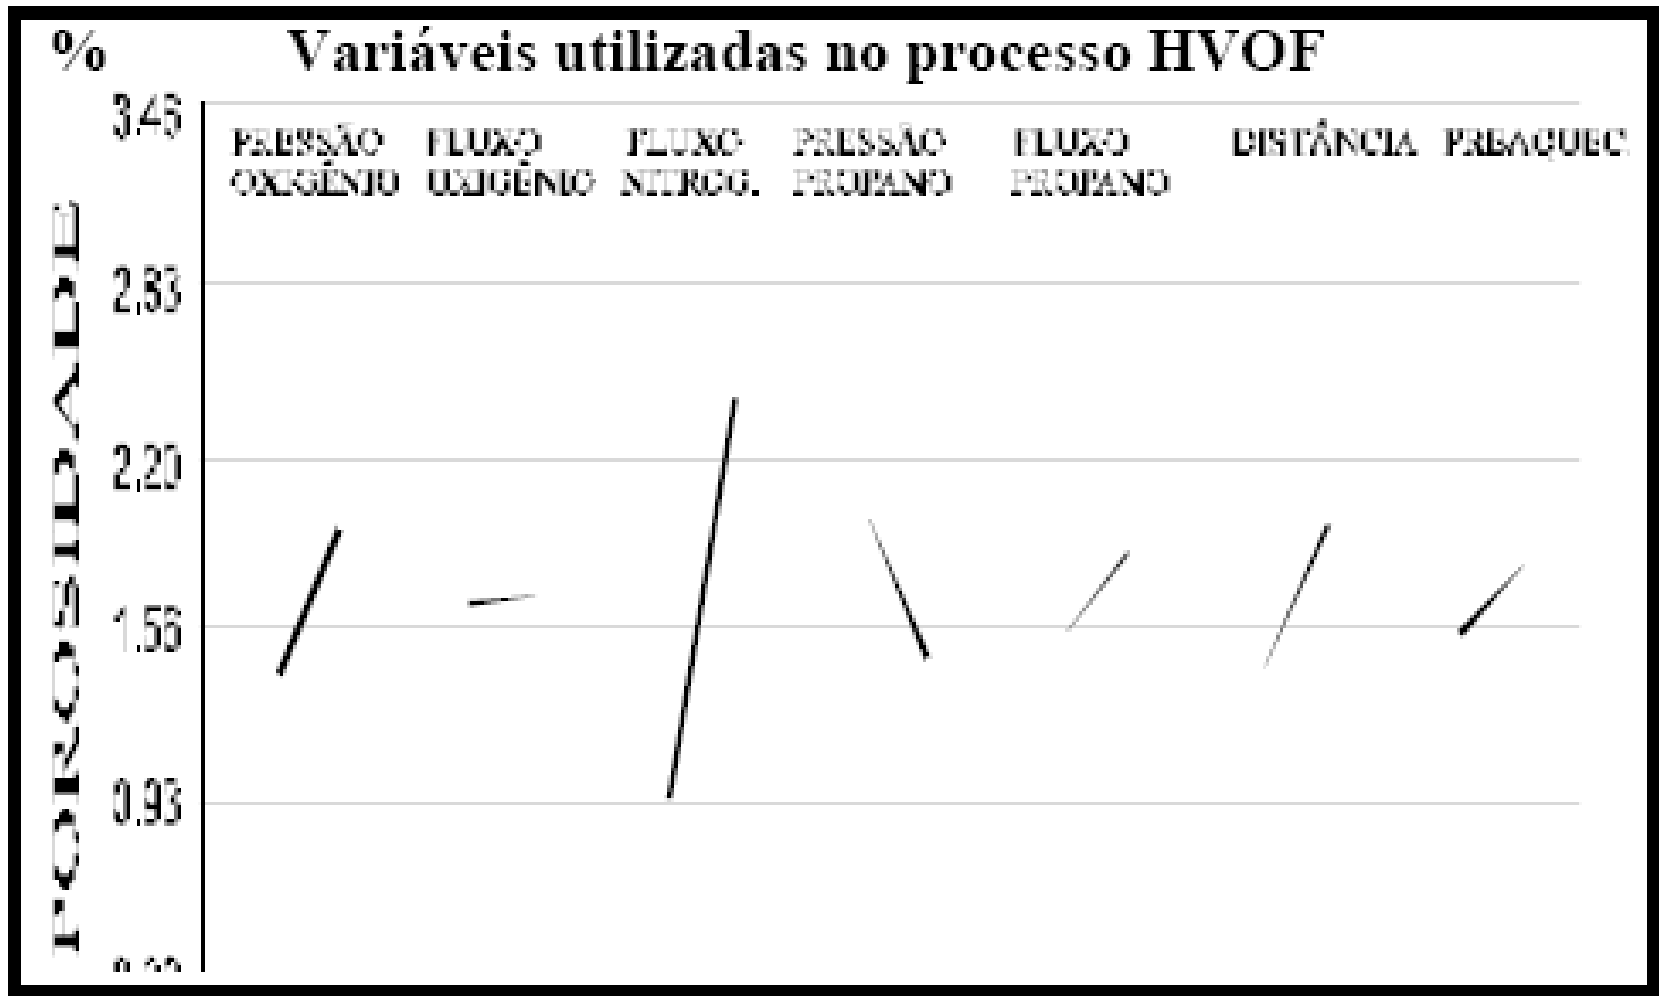 % Variáveis utilizadas no processo HVOF
3.46
PRESSÃO FLUXO FLUXO PRESSÃO FLUXO DISTÂNCIA PREAQUEC.
OXIGÊNIO OXIGÊNIO NITROG. PROPANO PROPANO
2.83
2.20
1.56
0.93
POROSIDADE